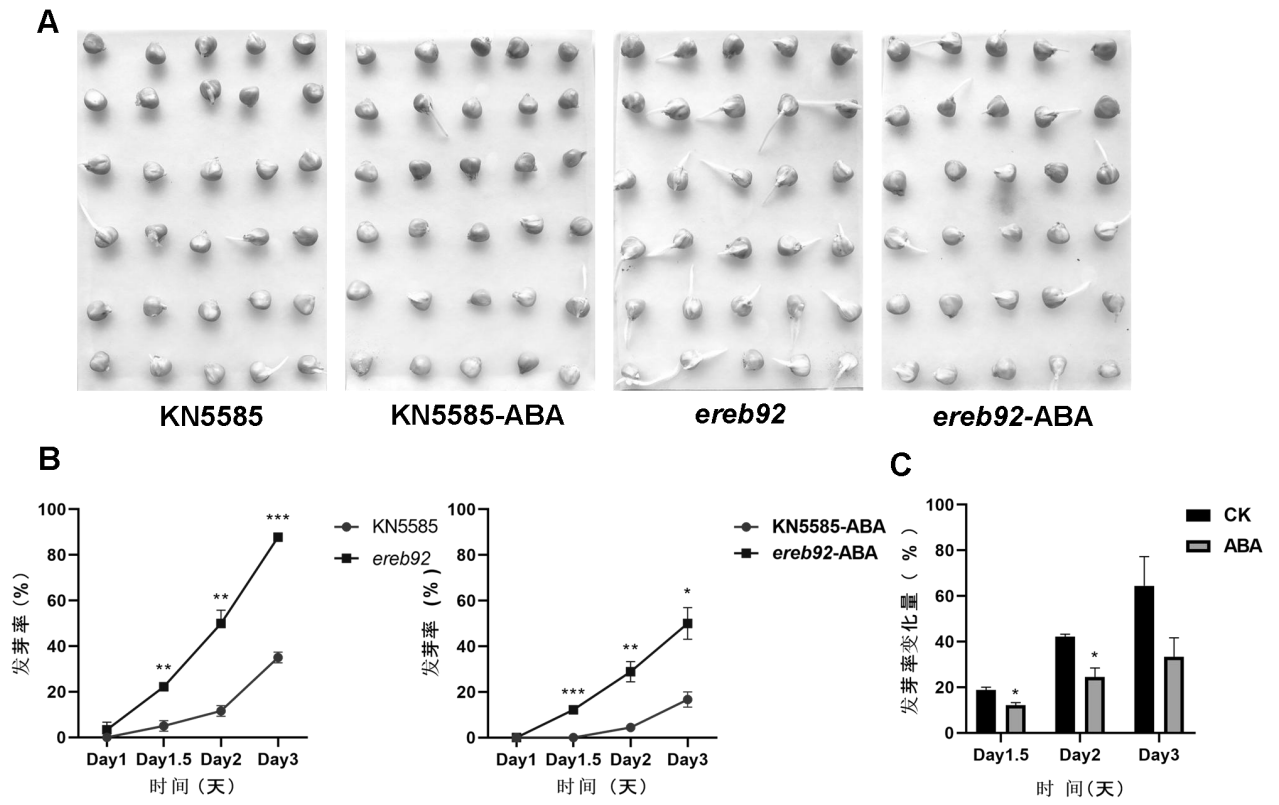 A
KN5585
KN5585-ABA
ereb92
ereb92-ABA
B
发芽率(%)
100
80
60
40
20
0
Day1
Day1.5
Day2
Day3
时间(天)
**
**
***
KN5585
ereb92
发芽率(%)
100
80
60
40
20
0
Day1
Day1.5
Day2
Day3
时间(天)
***
**
*
KN5585-ABA
ereb92-ABA
C
发芽率变化量(%)
100
80
60
40
20
0
Day1.5
Day2
Day3
时 间(天)
*
*
CK
ABA